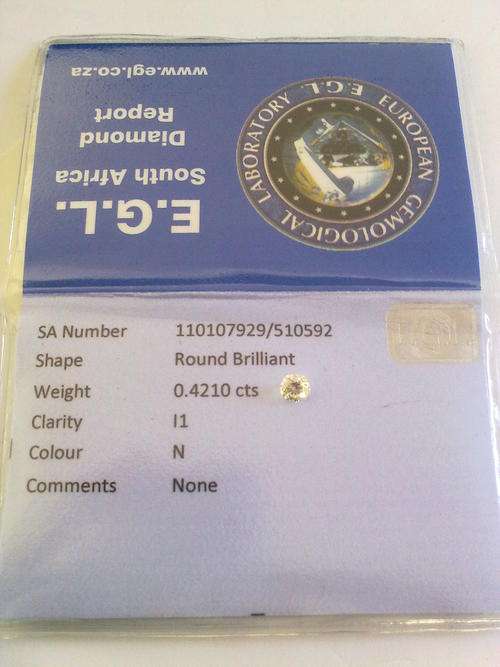 E.G.L.
South Africa
Diamond
Report
www.egl.co.za
EUROPEAN GEMOLOGICAL LABORATORY
E.G.L.
SA Number 110107929/510592
Shape Round Brilliant
Weight 0.4210 cts
Clarity I1
Colour N
Comments None